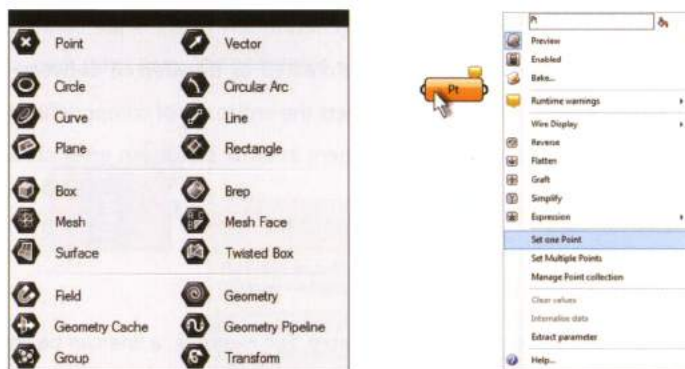 Point
Vector
Circle
Circular Arc
Curve
Line
Plane
Rectangle
Box
Brep
Mesh
Mesh Face
Surface
Twisted Box
Field
Geometry
Geometry Cache
Geometry Pipeline
Group
Transform
Pt
Pt
Preview
Enabled
Bake...
Runtime warnings
Wire Display
Reverse
Flatten
Graft
Simplify
Expression
Set one Point
Set Multiple Points
Manage Point collection
Clear values
Internalise data
Extract parameter
Help...